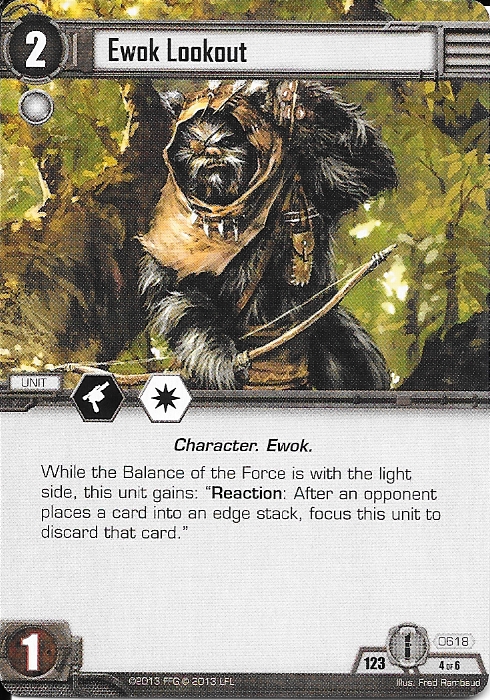 2
Ewok Lookout
UNIT
Character. Ewok.
While the Balance of the Force is with the light
side, this unit gains: “Reaction: After an opponent
places a card into an edge stack, focus this unit to
discard that card.”
1
123
0618
4 OF 6
©2013 FFG © 2013 LFL
Illus. Fred Rambaud